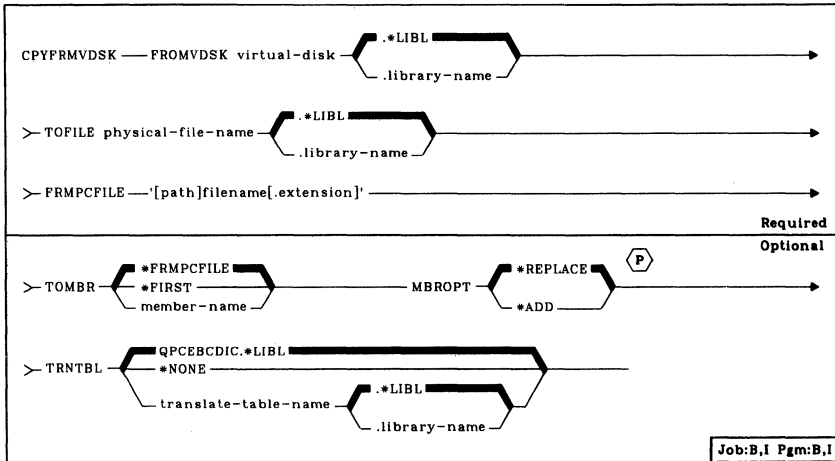 .*LIBL
CPYFRMVDSK FROMVDSK virtual-disk
.library-name
.*LIBL
TOFILE physical-file-name
.library-name
FRMPCFILE '[path]filename[.extension]'
Required
Optional
*FRMPCFILE *REPLACE P
TOMBR *FIRST MBROPT
member-name *ADD
QPCEBCDIC.*LIBL
TRNTBL *NONE
.*LIBL
translate-table-name
.library-name
Job:B,I Pgm:B,I